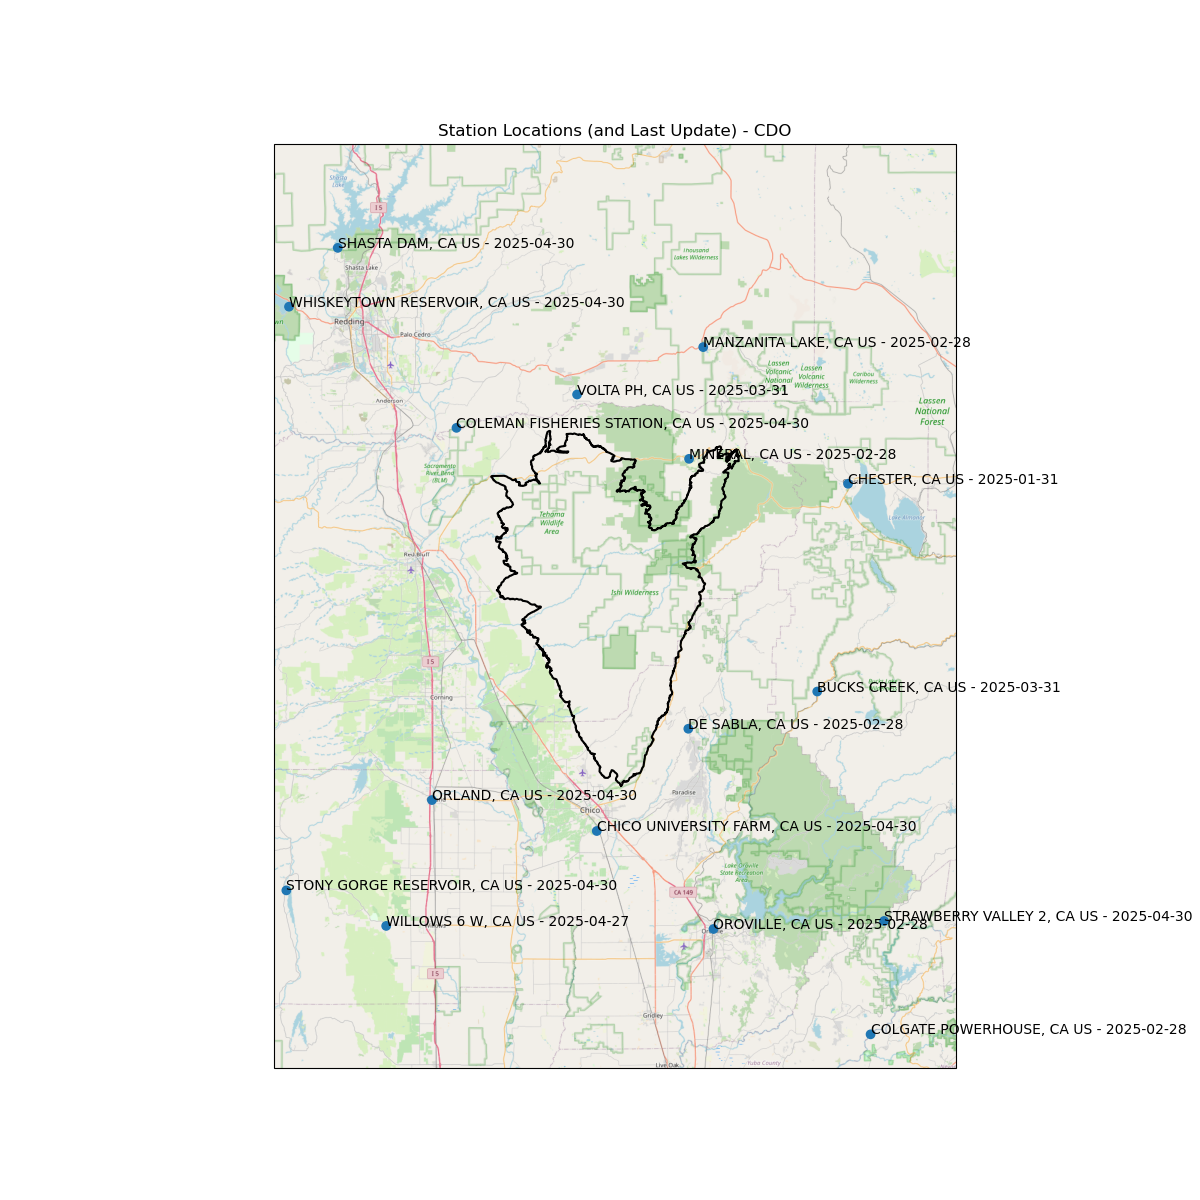 Station Locations (and Last Update) - CDO
Shasta
Lake
I 5
SHASTA DAM, CA US - 2025-04-30
Thousand
Lakes Wilderness
Shasta Lake
WHISKEYTOWN RESERVOIR, CA US - 2025-04-30
Redding
Palo Cedro
MANZANITA LAKE, CA US - 2025-02-28
Lassen
Volcanic
National
Lassen
Volcanic
Wilderness
Caribou
Wilderness
VOLTA PH, CA US - 2025-03-31
Anderson
Lassen
National
Forest
COLEMAN FISHERIES STATION, CA US - 2025-04-30
MINERAL, CA US - 2025-02-28
Sacramento
River Bend
(BLM)
CHESTER, CA US - 2025-01-31
Lake Almanor
Tehama
Wildlife
Area
Red Bluff
Ishi Wilderness
I 5
BUCKS CREEK, CA US - 2025-03-31
Corning
DE SABLA, CA US - 2025-02-28
Paradise
ORLAND, CA US - 2025-04-30
Chico
CHICO UNIVERSITY FARM, CA US - 2025-04-30
Lake Oroville
State Recreation
Area
STONY GORGE RESERVOIR, CA US - 2025-04-30
CA 149
WILLOWS 6 W, CA US - 2025-04-27
OROVILLE, CA US - 2025-02-28
STRAWBERRY VALLEY 2, CA US - 2025-04-30
I 5
Gridley
COLGATE POWERHOUSE, CA US - 2025-02-28
Live Oak
Yuba County